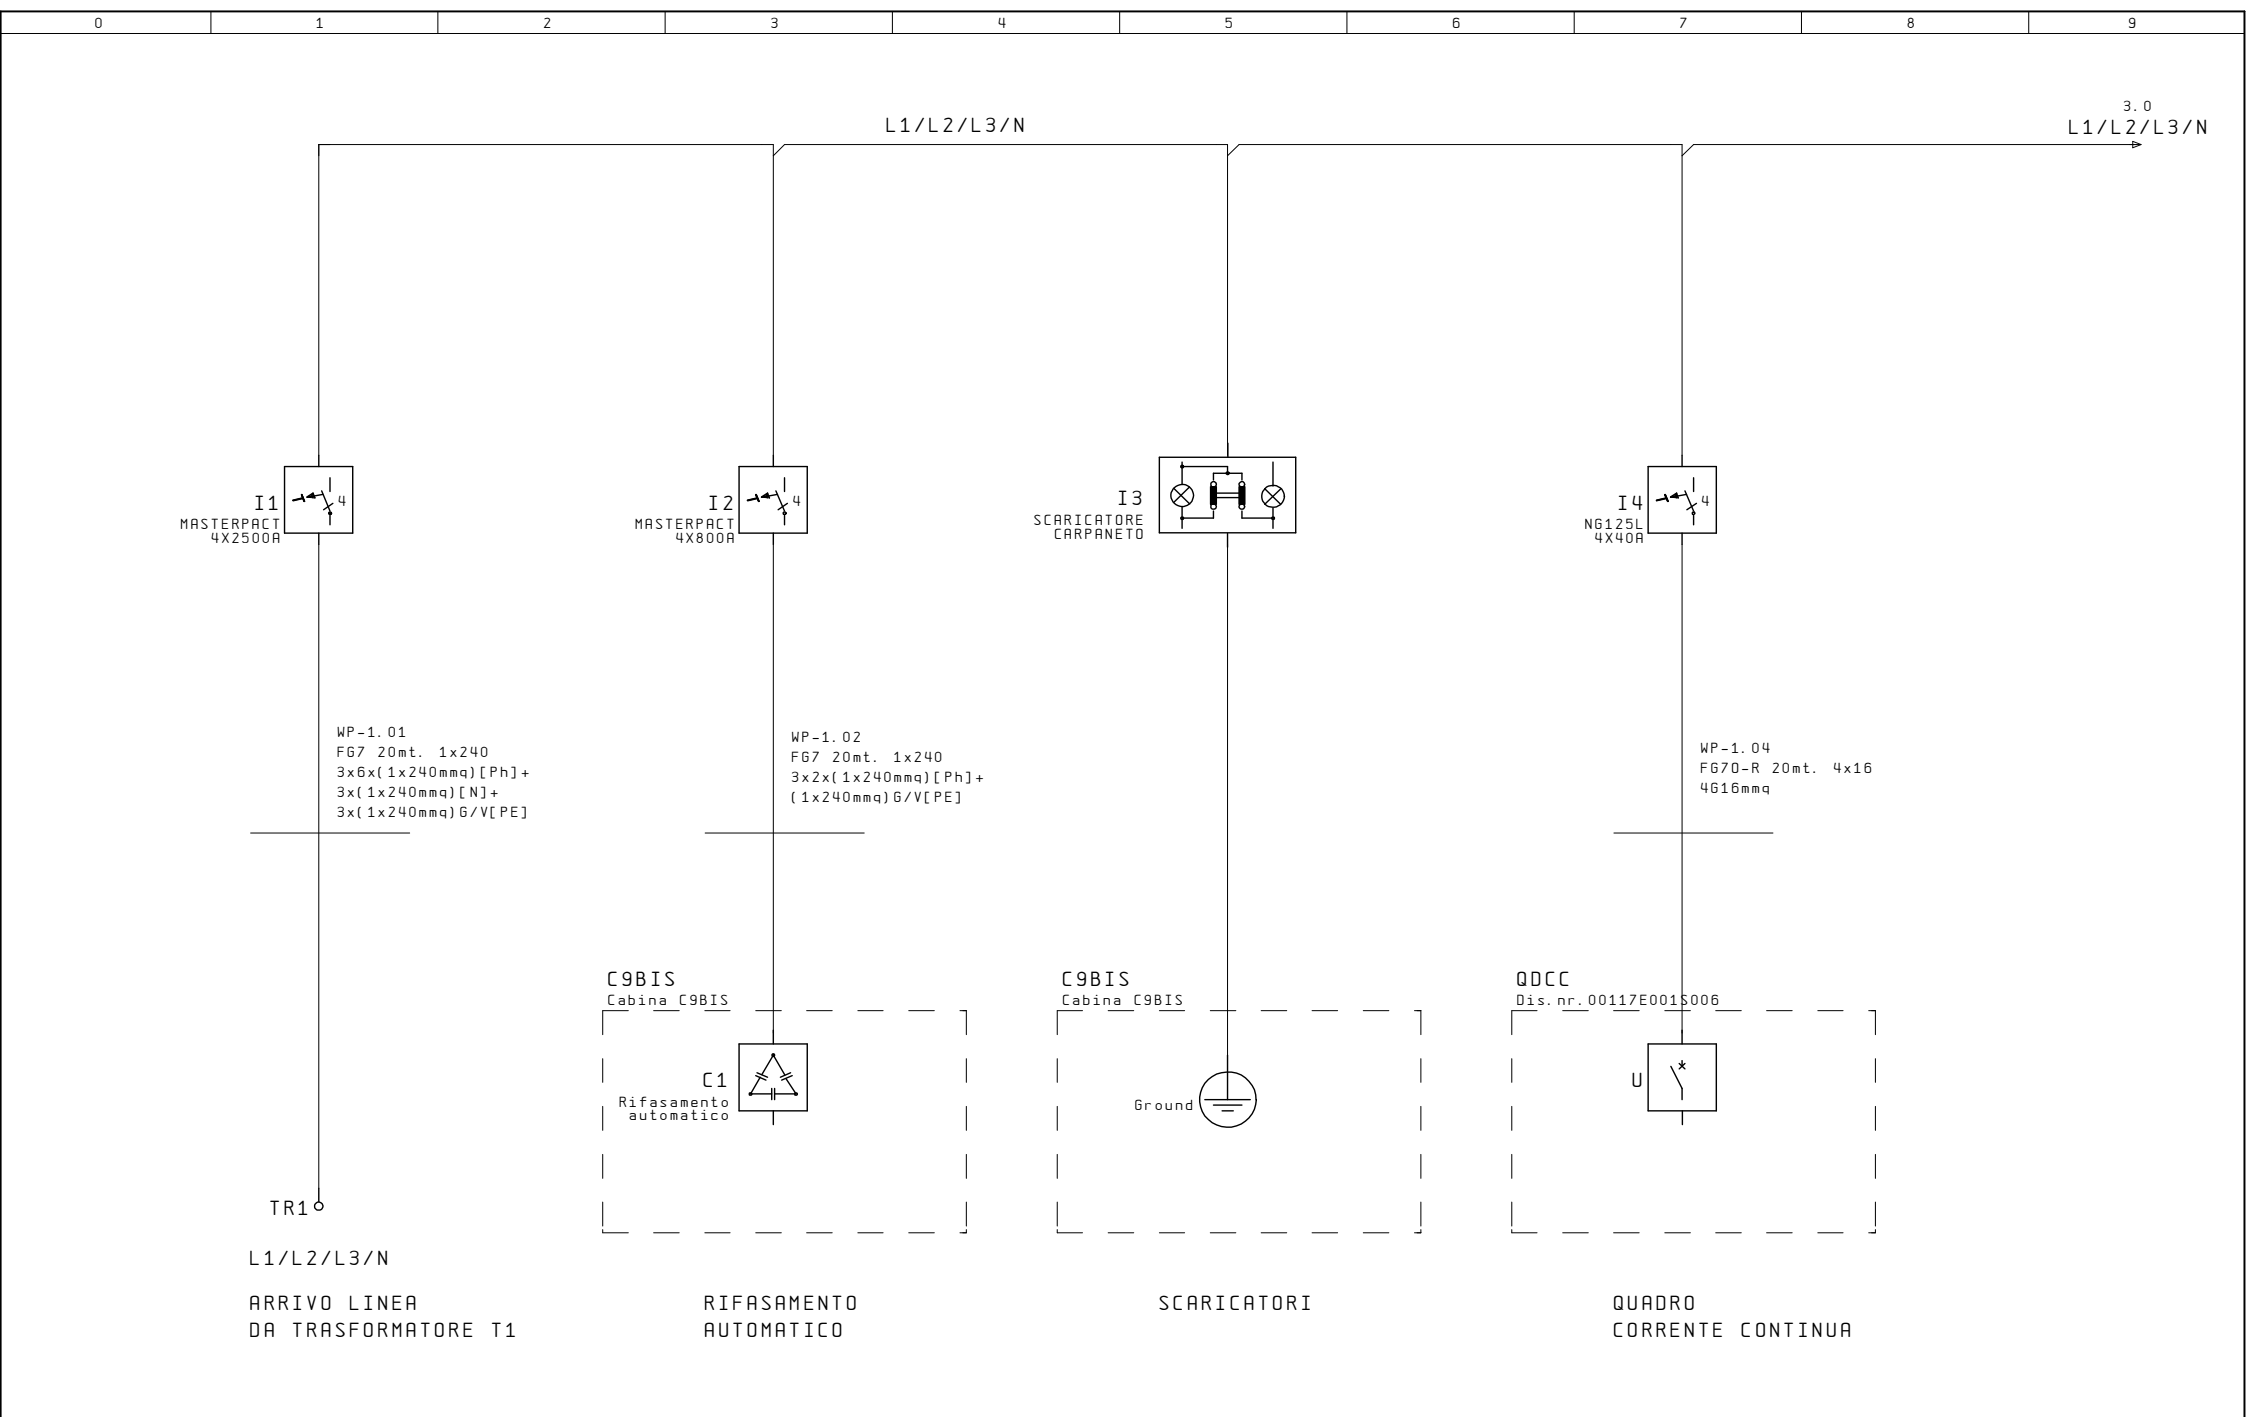 0 1 2 3 4 5 6 7 8 9
3.0
L1/L2/L3/N
L1/L2/L3/N
I1
MASTERPACT
4X2500A
4
I2
MASTERPACT
4X800A
4
I3
SCARICATORE
CARPANETO
I4
NG125L
4X40A
4
WP-1.01
FG7 20mt. 1x240
3x6x(1x240mmq)[Ph]+
3x(1x240mmq)[N]+
3x(1x240mmq)G/V[PE]
WP-1.02
FG7 20mt. 1x240
3x2x(1x240mmq)[Ph]+
(1x240mmq)G/V[PE]
WP-1.04
FG7O-R 20mt. 4x16
4G16mmq
C9BIS
Cabina C9BIS
C1
Rifasamento
automatico
C9BIS
Cabina C9BIS
Ground
QDCC
Dis.nr.00117E001S006
U
TR1
L1/L2/L3/N
ARRIVO LINEA
DA TRASFORMATORE T1
RIFASAMENTO
AUTOMATICO
SCARICATORI
QUADRO
CORRENTE CONTINUA